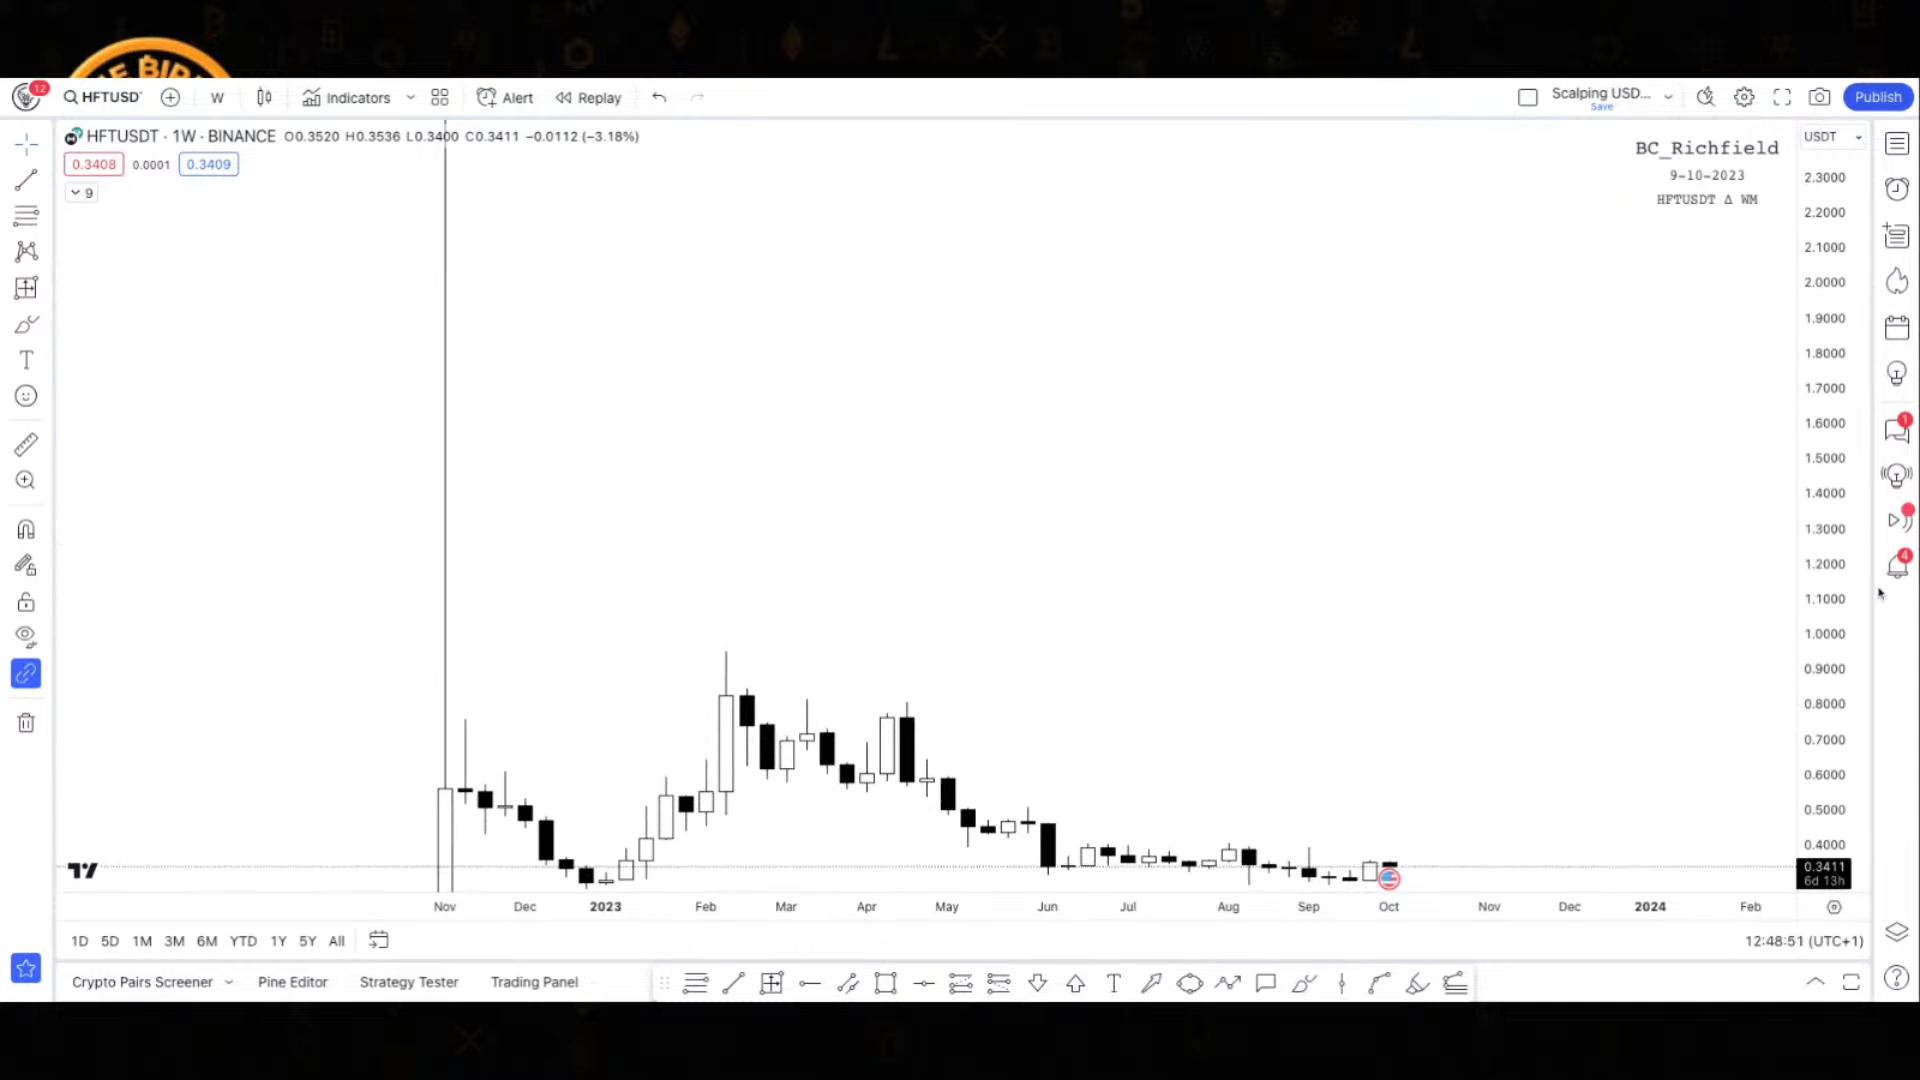 12
HFTUSD
W
Indicators
Alert
Replay
Scalping USD...
Save
Publish
HFTUSDT · 1W · BINANCE O0.3520 H0.3536 L0.3400 C0.3411 −0.0112 (−3.18%)
0.3408 0.0001 0.3409
9
BC_Richfield
9-10-2023
HFTUSDT Δ WM
USDT
2.3000
2.2000
2.1000
2.0000
1.9000
1.8000
1.7000
1.6000
1.5000
1.4000
1.3000
1.2000
1.1000
1.0000
0.9000
0.8000
0.7000
0.6000
0.5000
0.4000
0.3411
6d 13h
1
4
Nov Dec 2023 Feb Mar Apr May Jun Jul Aug Sep Oct Nov Dec 2024 Feb
1D 5D 1M 3M 6M YTD 1Y 5Y All
12:48:51 (UTC+1)
Crypto Pairs Screener Pine Editor Strategy Tester Trading Panel